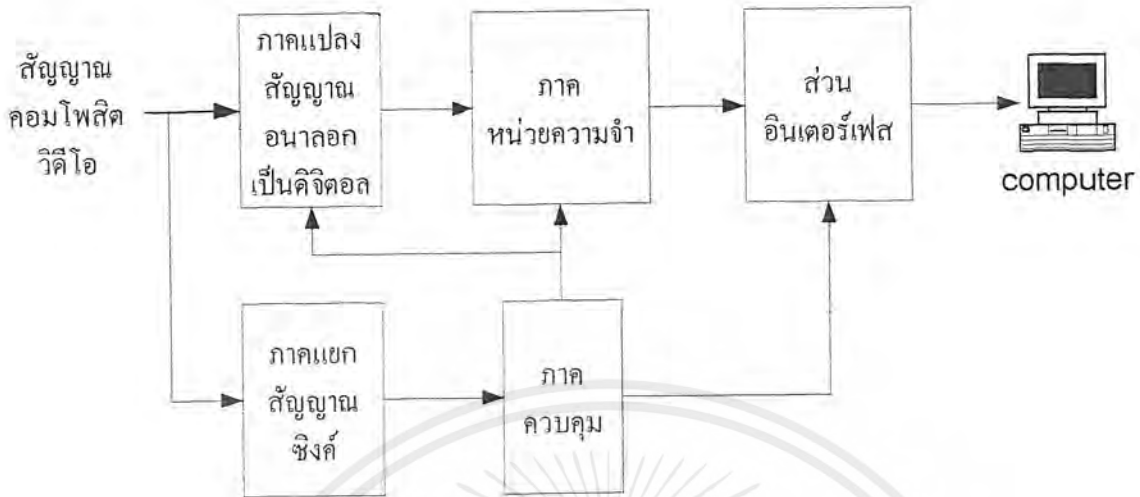 สัญญาณ
คอมโพสิต
วิดีโอ
ภาคแปลง
สัญญาณ
อนาลอก
เป็นดิจิตอล
ภาค
หน่วยความจำ
ส่วน
อินเตอร์เฟส
computer
ภาคแยก
สัญญาณ
ซิงค์
ภาค
ควบคุม